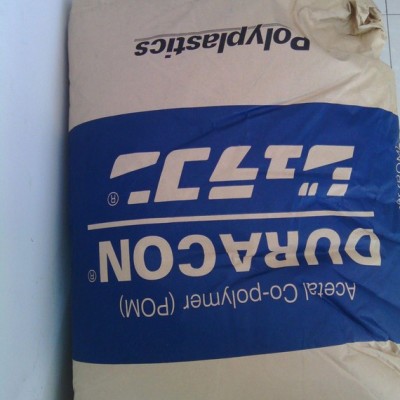 Acetal Co-polymer (POM)
DURACON®
ジュラコン®
Polyplastics